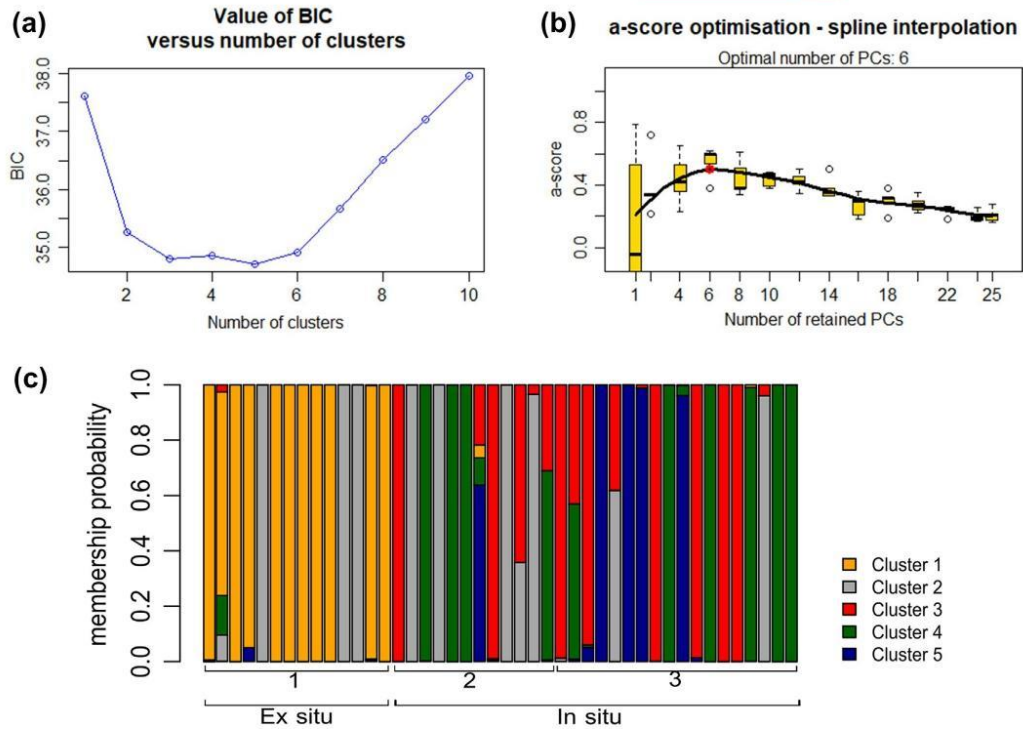 (a)
Value of BIC
versus number of clusters
38.0
37.0
36.0
35.0
BIC
2
4
6
8
10
Number of clusters
(b)
a-score optimisation - spline interpolation
Optimal number of PCs: 6
0.8
0.4
0.0
a-score
1
4
6
8
10
14
18
22
25
Number of retained PCs
(c)
membership probability
1.0
0.8
0.6
0.4
0.2
0.0
1
2
3
Ex situ
In situ
Cluster 1
Cluster 2
Cluster 3
Cluster 4
Cluster 5